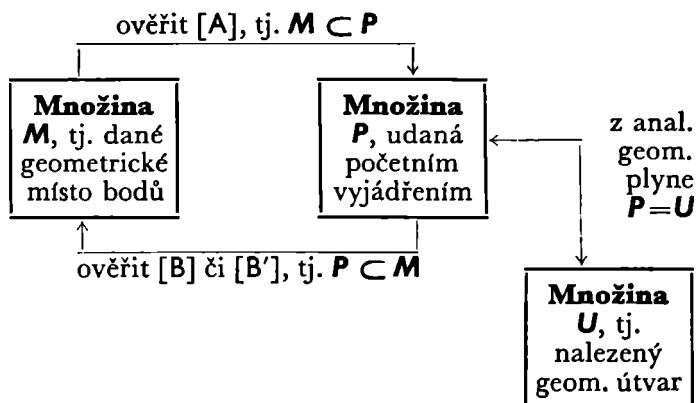 ověřit [A], tj. M ⊂ P
Množina
M, tj. dané
geometrické
místo bodů
Množina
P, udaná
početním
vyjádřením
z anal.
geom.
plyne
P=U
ověřit [B] či [B′], tj. P ⊂ M
Množina
U, tj.
nalezený
geom. útvar